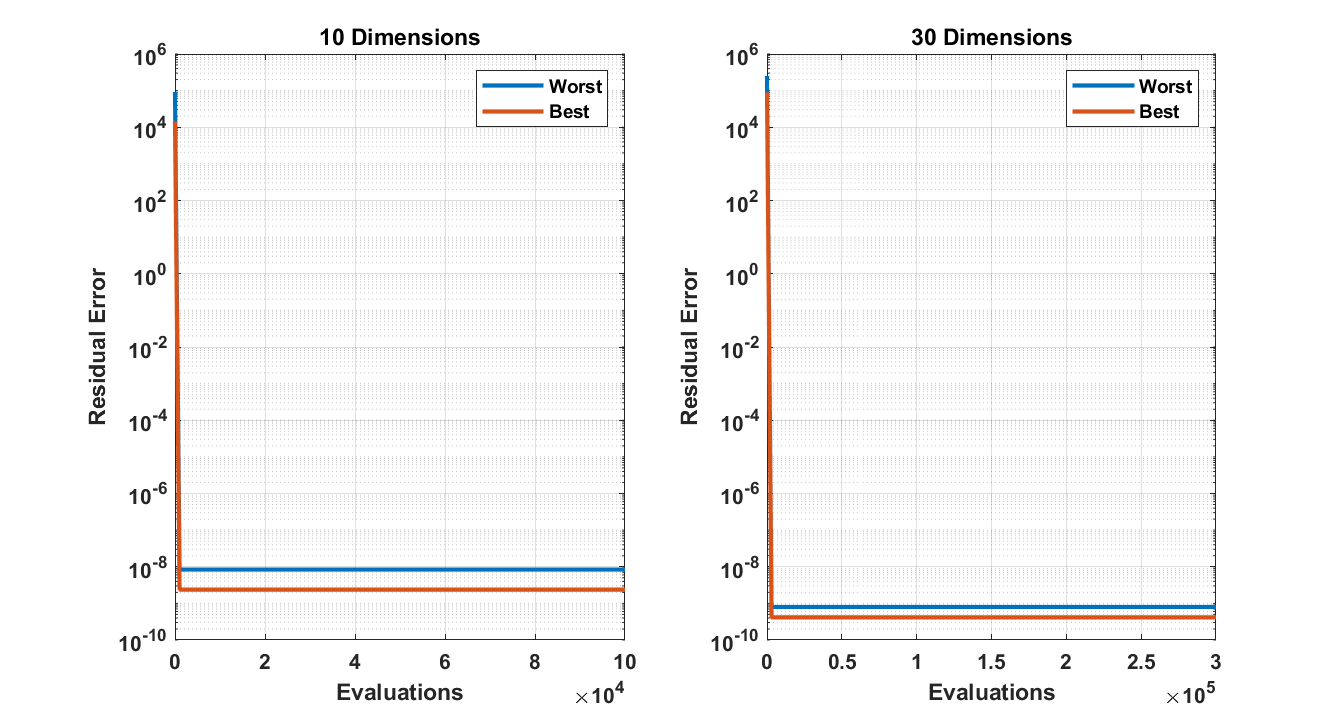 10 Dimensions
10^6
10^4
10^2
10^0
10^-2
10^-4
10^-6
10^-8
10^-10
Residual Error
Worst
Best
0 2 4 6 8 10
Evaluations
×10^4
30 Dimensions
10^6
10^4
10^2
10^0
10^-2
10^-4
10^-6
10^-8
10^-10
Residual Error
Worst
Best
0 0.5 1 1.5 2 2.5 3
Evaluations
×10^5